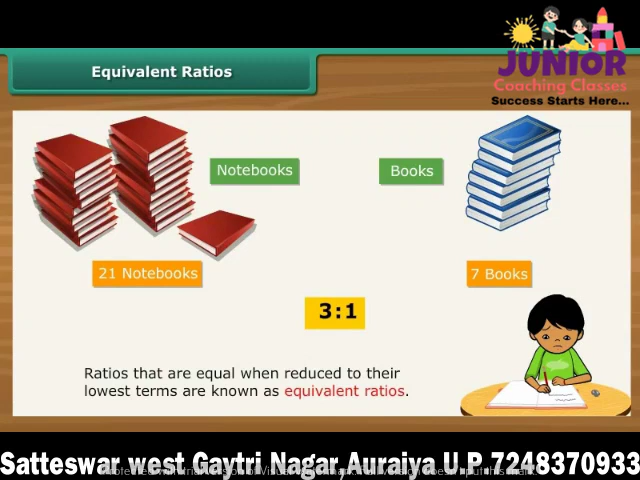 Equivalent Ratios
JUNIOR
Coaching Classes
Success Starts Here...
Notebooks
Books
21 Notebooks
7 Books
3:1
Ratios that are equal when reduced to their
lowest terms are known as equivalent ratios.
Satteswar west Gaytri Nagar,Auraiya U.P.7248370933